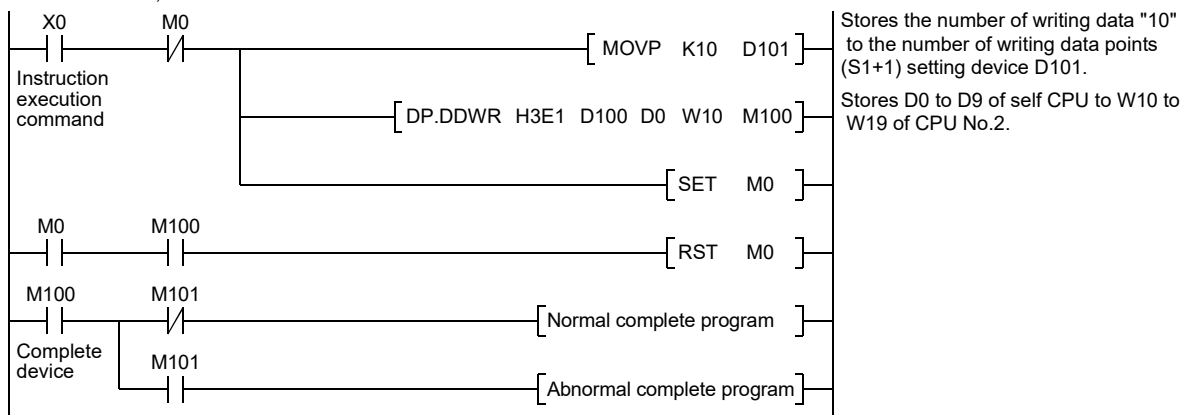 X0 M0
MOVP K10 D101
Stores the number of writing data "10"
to the number of writing data points
(S1+1) setting device D101.
Instruction
execution
command
DP.DDWR H3E1 D100 D0 W10 M100
Stores D0 to D9 of self CPU to W10 to
W19 of CPU No.2.
SET M0
M0 M100
RST M0
M100 M101
Normal complete program
Complete
device
M101
Abnormal complete program